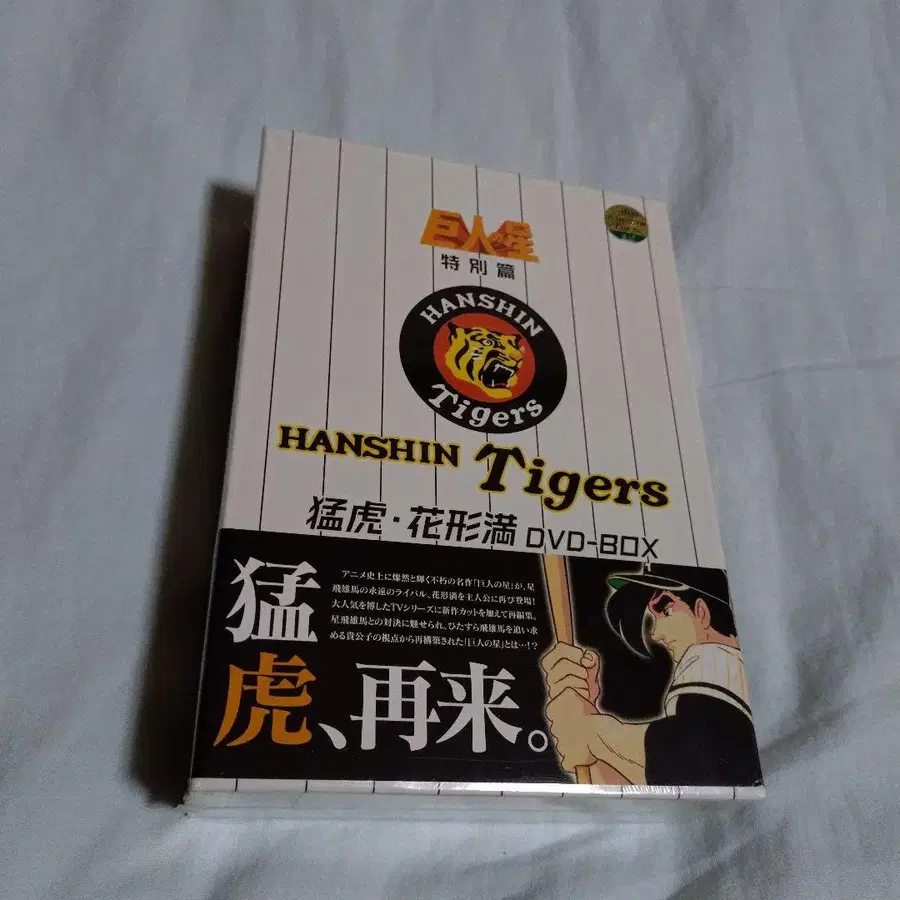 巨人の星
特別篇
HANSHIN
Tigers
HANSHIN Tigers
猛虎・花形満 DVD-BOX
猛虎、再来。
アニメ史上に燦然と輝く不朽の名作「巨人の星」が、星
飛雄馬の永遠のライバル、花形満を主人公に再び登場!
大人気を博したTVシリーズに新作カットを加えて再編集。
星飛雄馬との対決に魅せられ、ひたすら飛雄馬を追い求
める貴公子の視点から再構築された「巨人の星」とは…!?